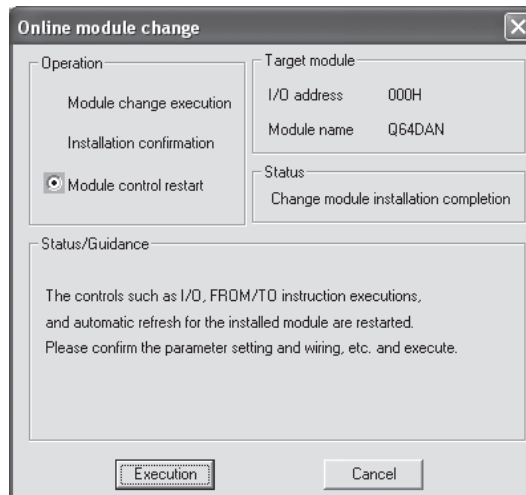 Online module change
Operation
Module change execution
Installation confirmation
Module control restart
Target module
I/O address 000H
Module name Q64DAN
Status
Change module installation completion
Status/Guidance
The controls such as I/O, FROM/TO instruction executions,
and automatic refresh for the installed module are restarted.
Please confirm the parameter setting and wiring, etc. and execute.
Execution
Cancel